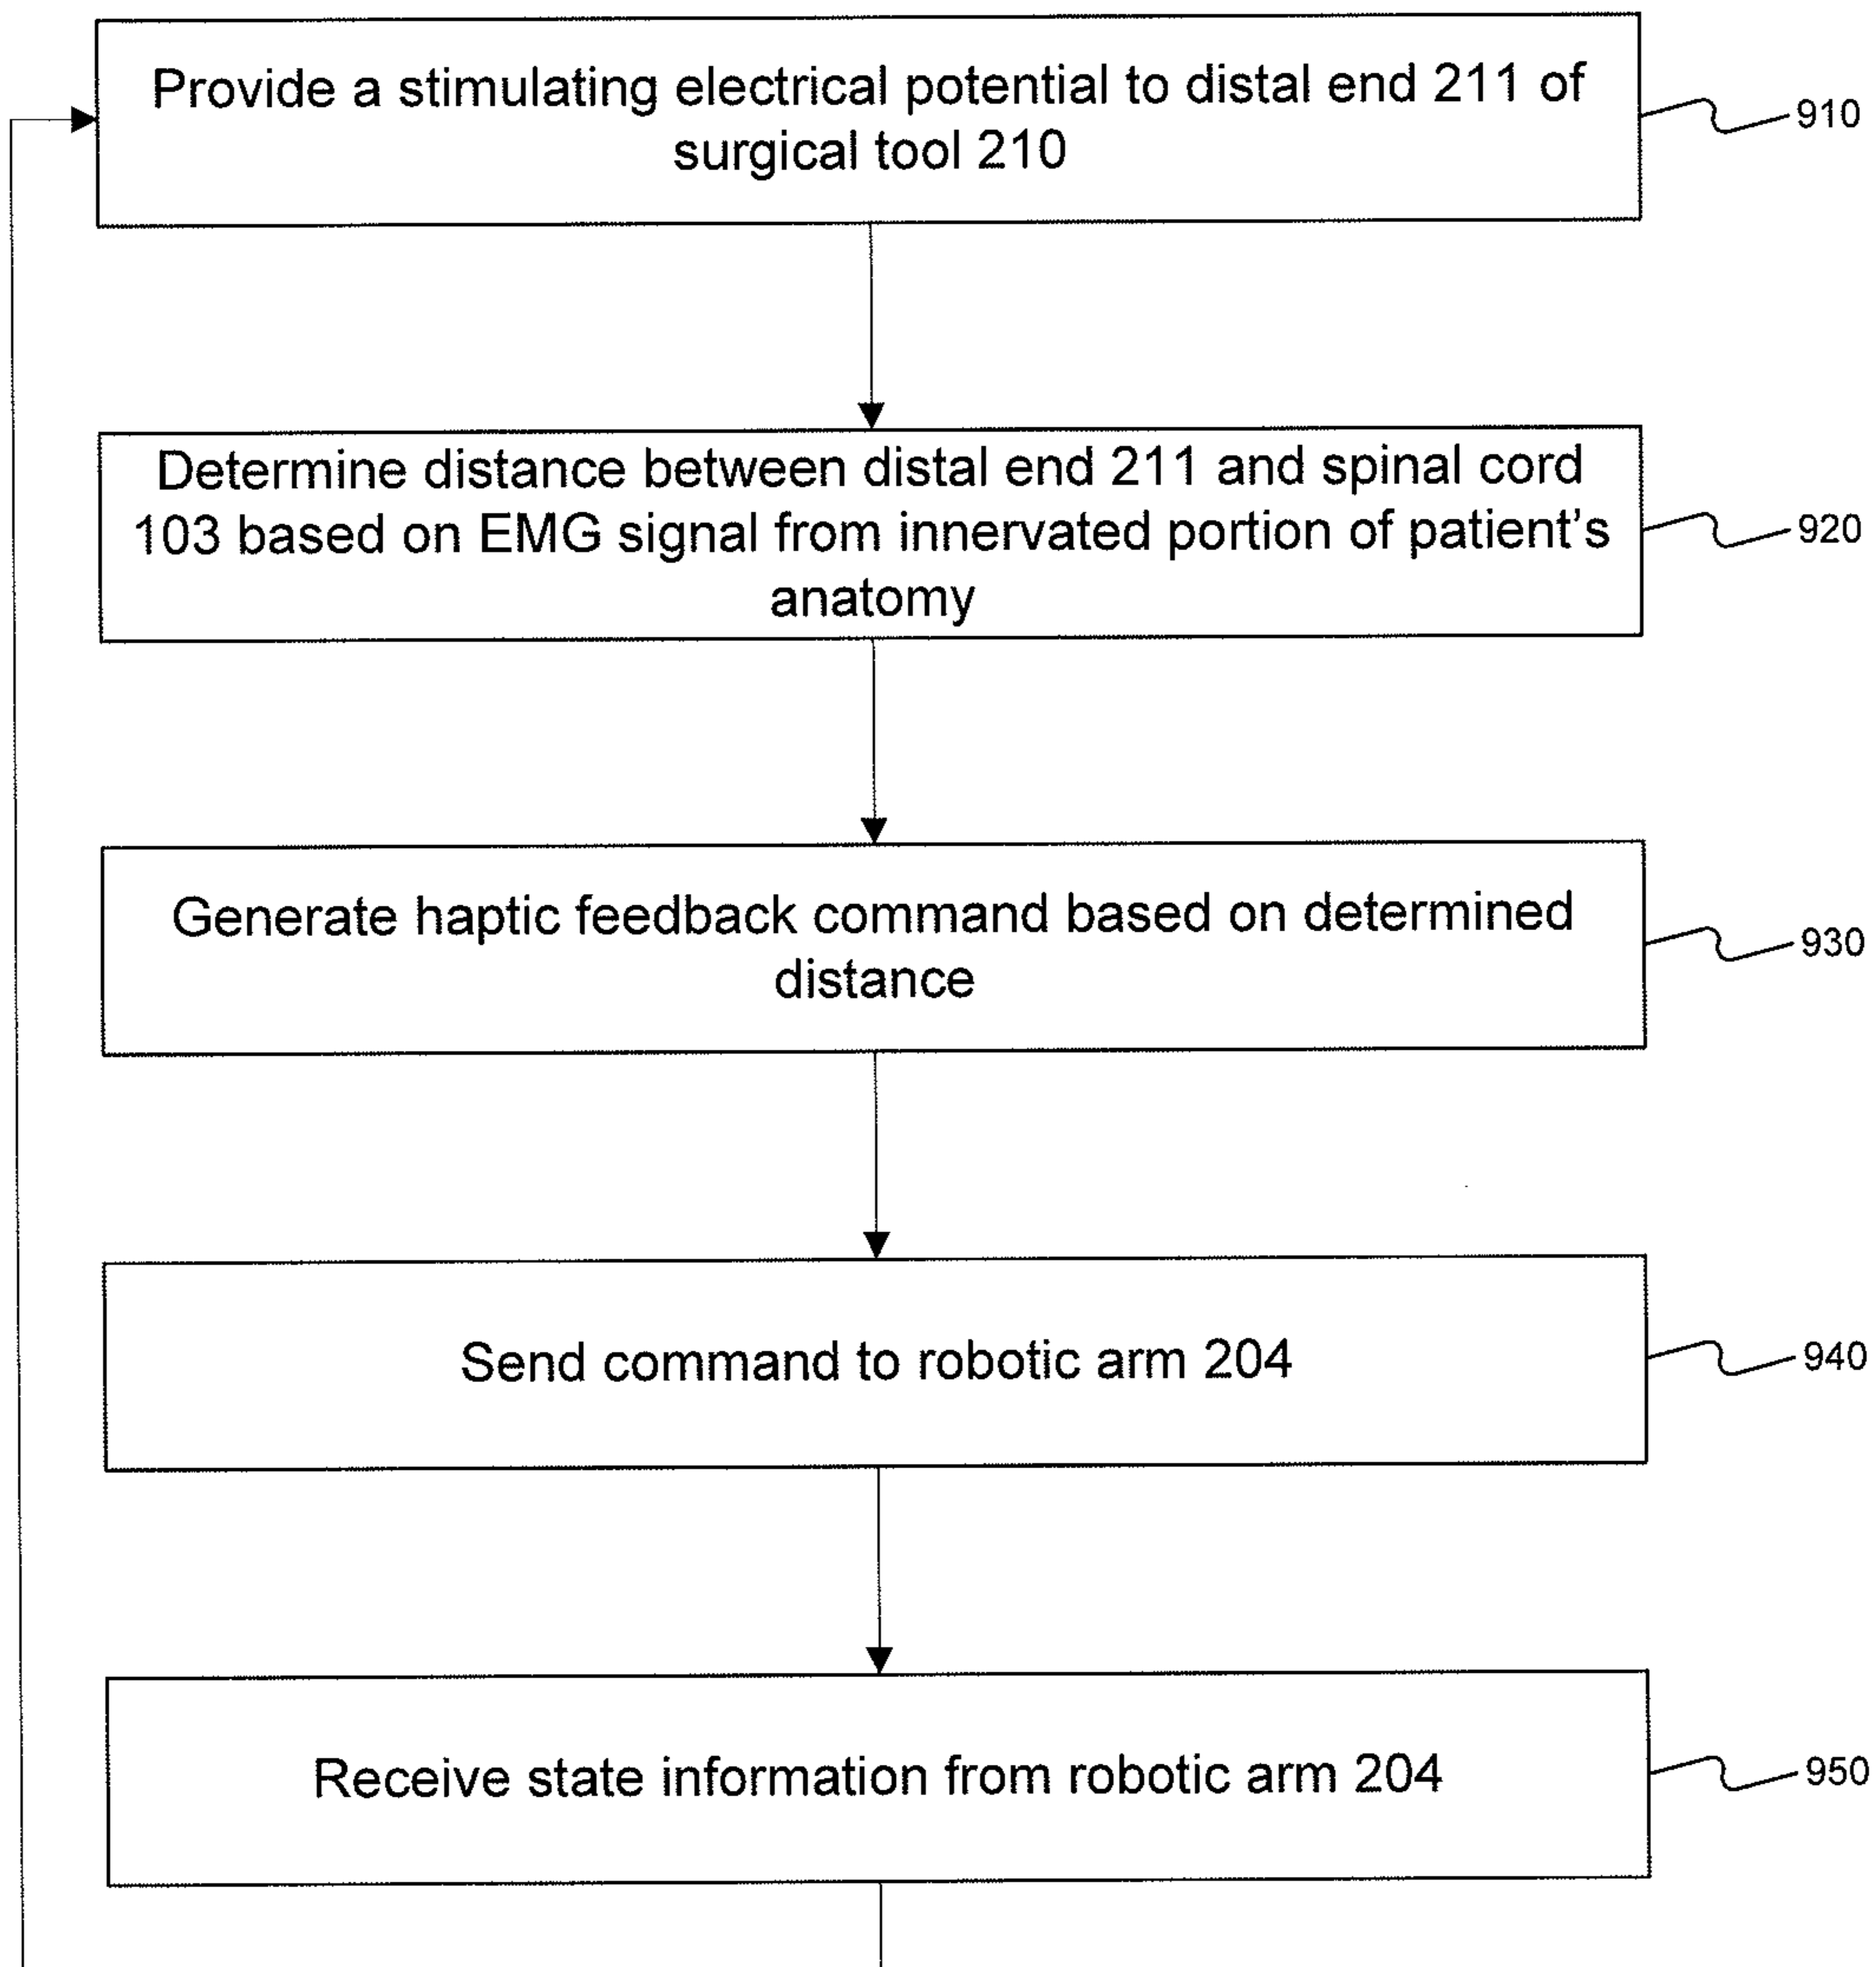 Provide a stimulating electrical potential to distal end 211 of
surgical tool 210
910
Determine distance between distal end 211 and spinal cord
103 based on EMG signal from innervated portion of patient's
anatomy
920
Generate haptic feedback command based on determined
distance
930
Send command to robotic arm 204
940
Receive state information from robotic arm 204
950